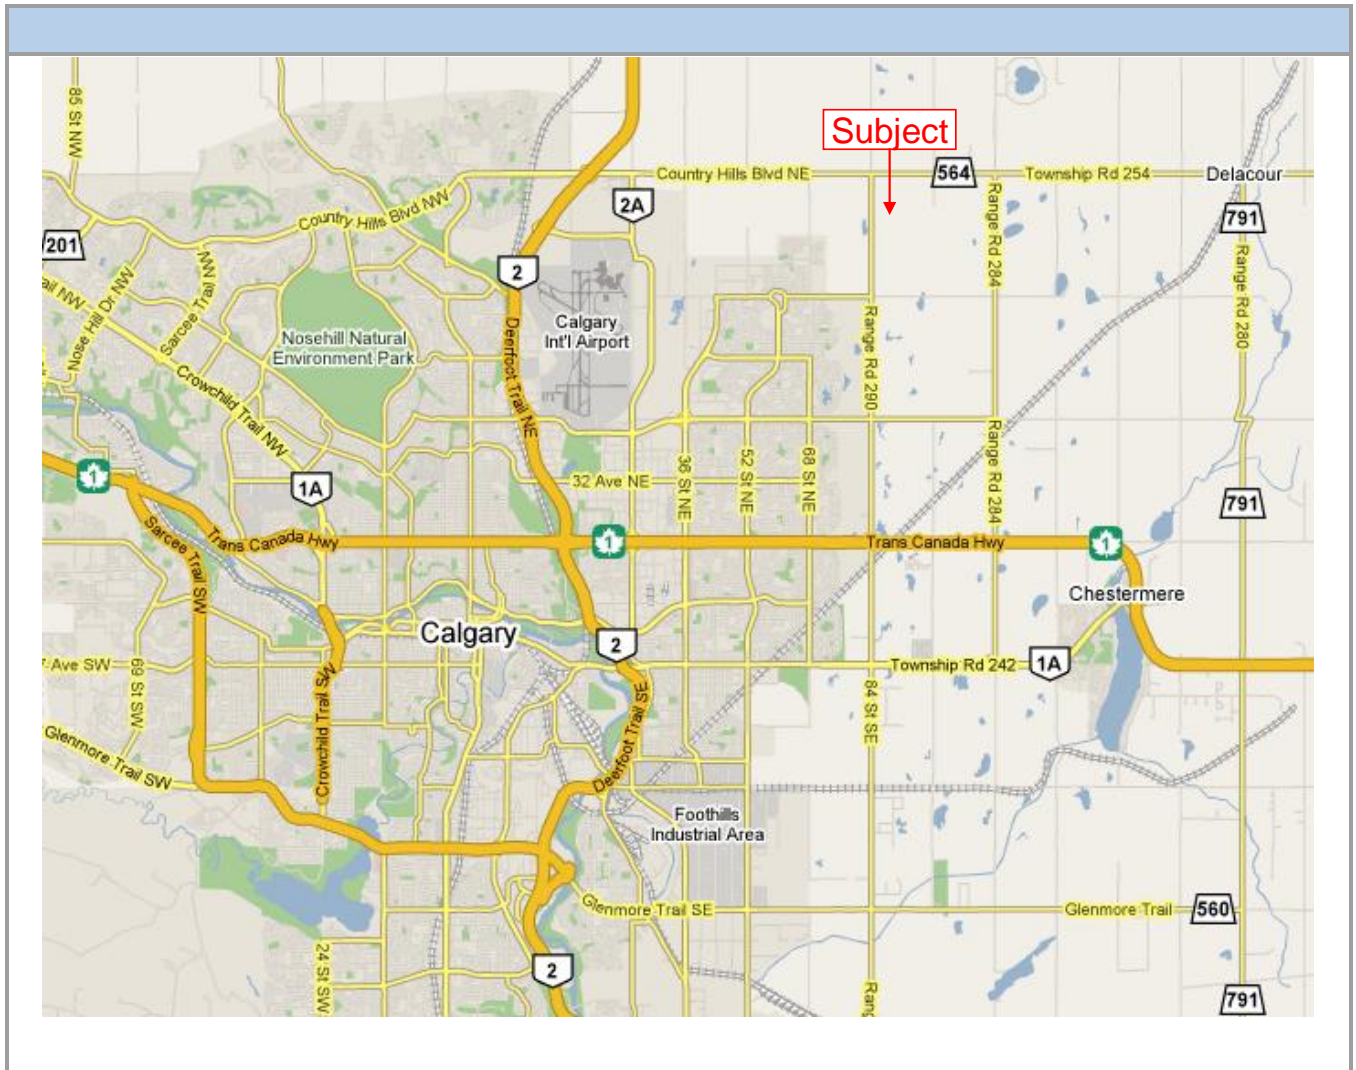 85 St NW
Subject
Country Hills Blvd NE
564
Township Rd 254
Delacour
2A
791
201
Country Hills Blvd NW
Range Rd 284
2
Nose Hill Dr NW
Sarcee Trail NW
ail NW
Range Rd 280
Calgary
Int'l Airport
Nosehill Natural
Environment Park
Deerfoot Trail NE
Range Rd 290
Crowchild Trail NW
1
1A
32 Ave NE
36 St NE
52 St NE
68 St NE
Range Rd 284
791
Sarcee Trail SW
Trans Canada Hwy
1
Trans Canada Hwy
1
Chestermere
Calgary
2
7 Ave SW
69 St SW
Crowchild Trail SW
Township Rd 242
1A
84 St SE
Deerfoot Trail SE
Glenmore Trail SW
Foothills
Industrial Area
Glenmore Trail SE
Glenmore Trail
560
24 St SW
2
Rang
791